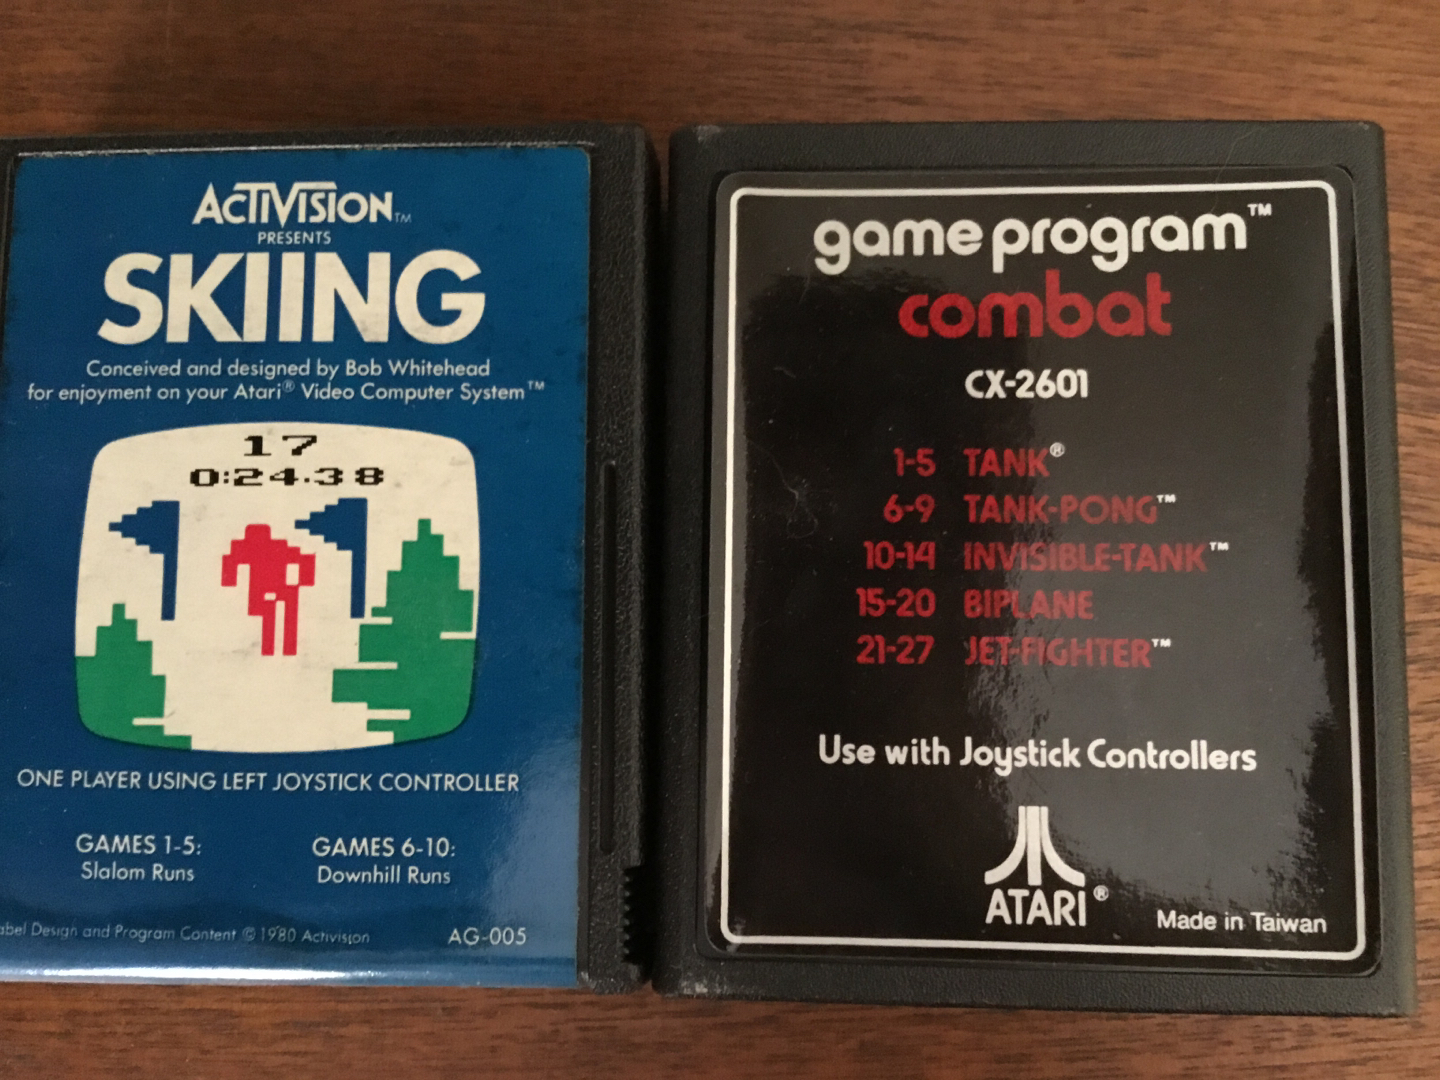 ACTIVISION™
PRESENTS
SKIING
Conceived and designed by Bob Whitehead
for enjoyment on your Atari® Video Computer System™
17
0:24.38
ONE PLAYER USING LEFT JOYSTICK CONTROLLER
GAMES 1-5:
Slalom Runs
GAMES 6-10:
Downhill Runs
Design and Program Content © 1980 Activision
AG-005
game program™
combat
CX-2601
1-5 TANK®
6-9 TANK-PONG™
10-14 INVISIBLE-TANK™
15-20 BIPLANE
21-27 JET-FIGHTER™
Use with Joystick Controllers
ATARI®
Made in Taiwan